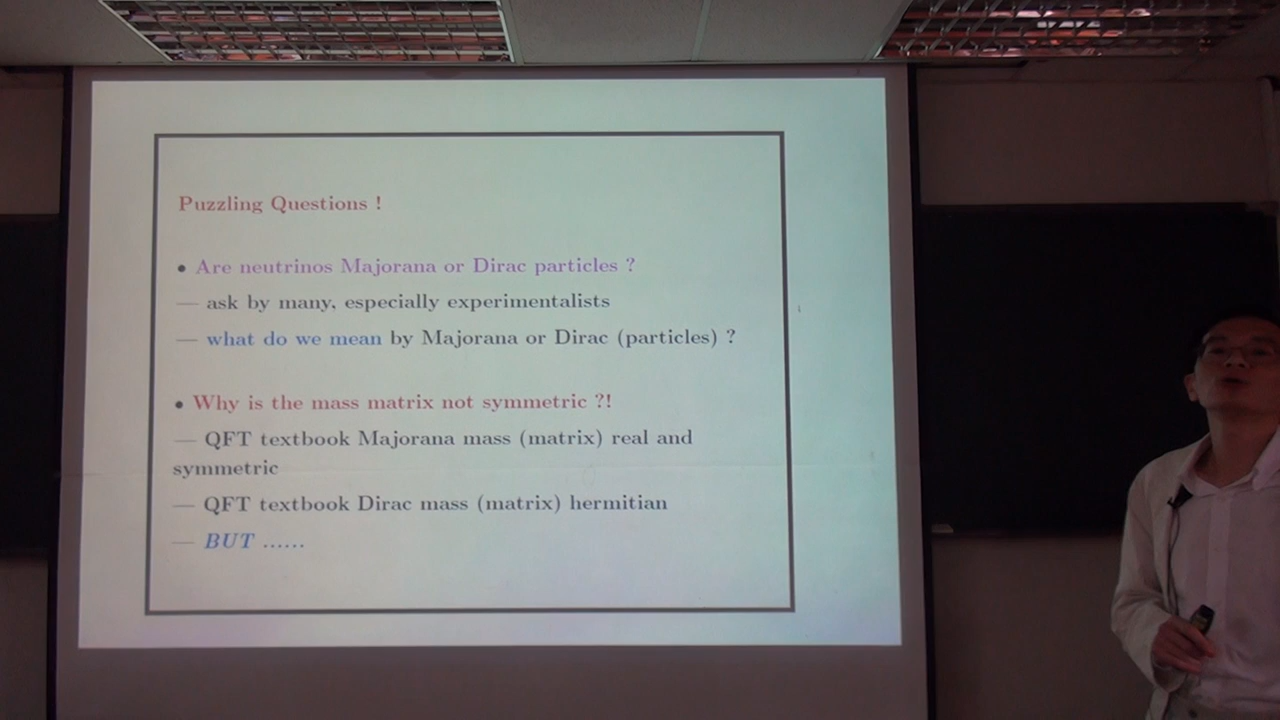 Puzzling Questions !
• Are neutrinos Majorana or Dirac particles ?
— ask by many, especially experimentalists
— what do we mean by Majorana or Dirac (particles) ?
• Why is the mass matrix not symmetric ?!
— QFT textbook Majorana mass (matrix) real and
symmetric
— QFT textbook Dirac mass (matrix) hermitian
— BUT ......